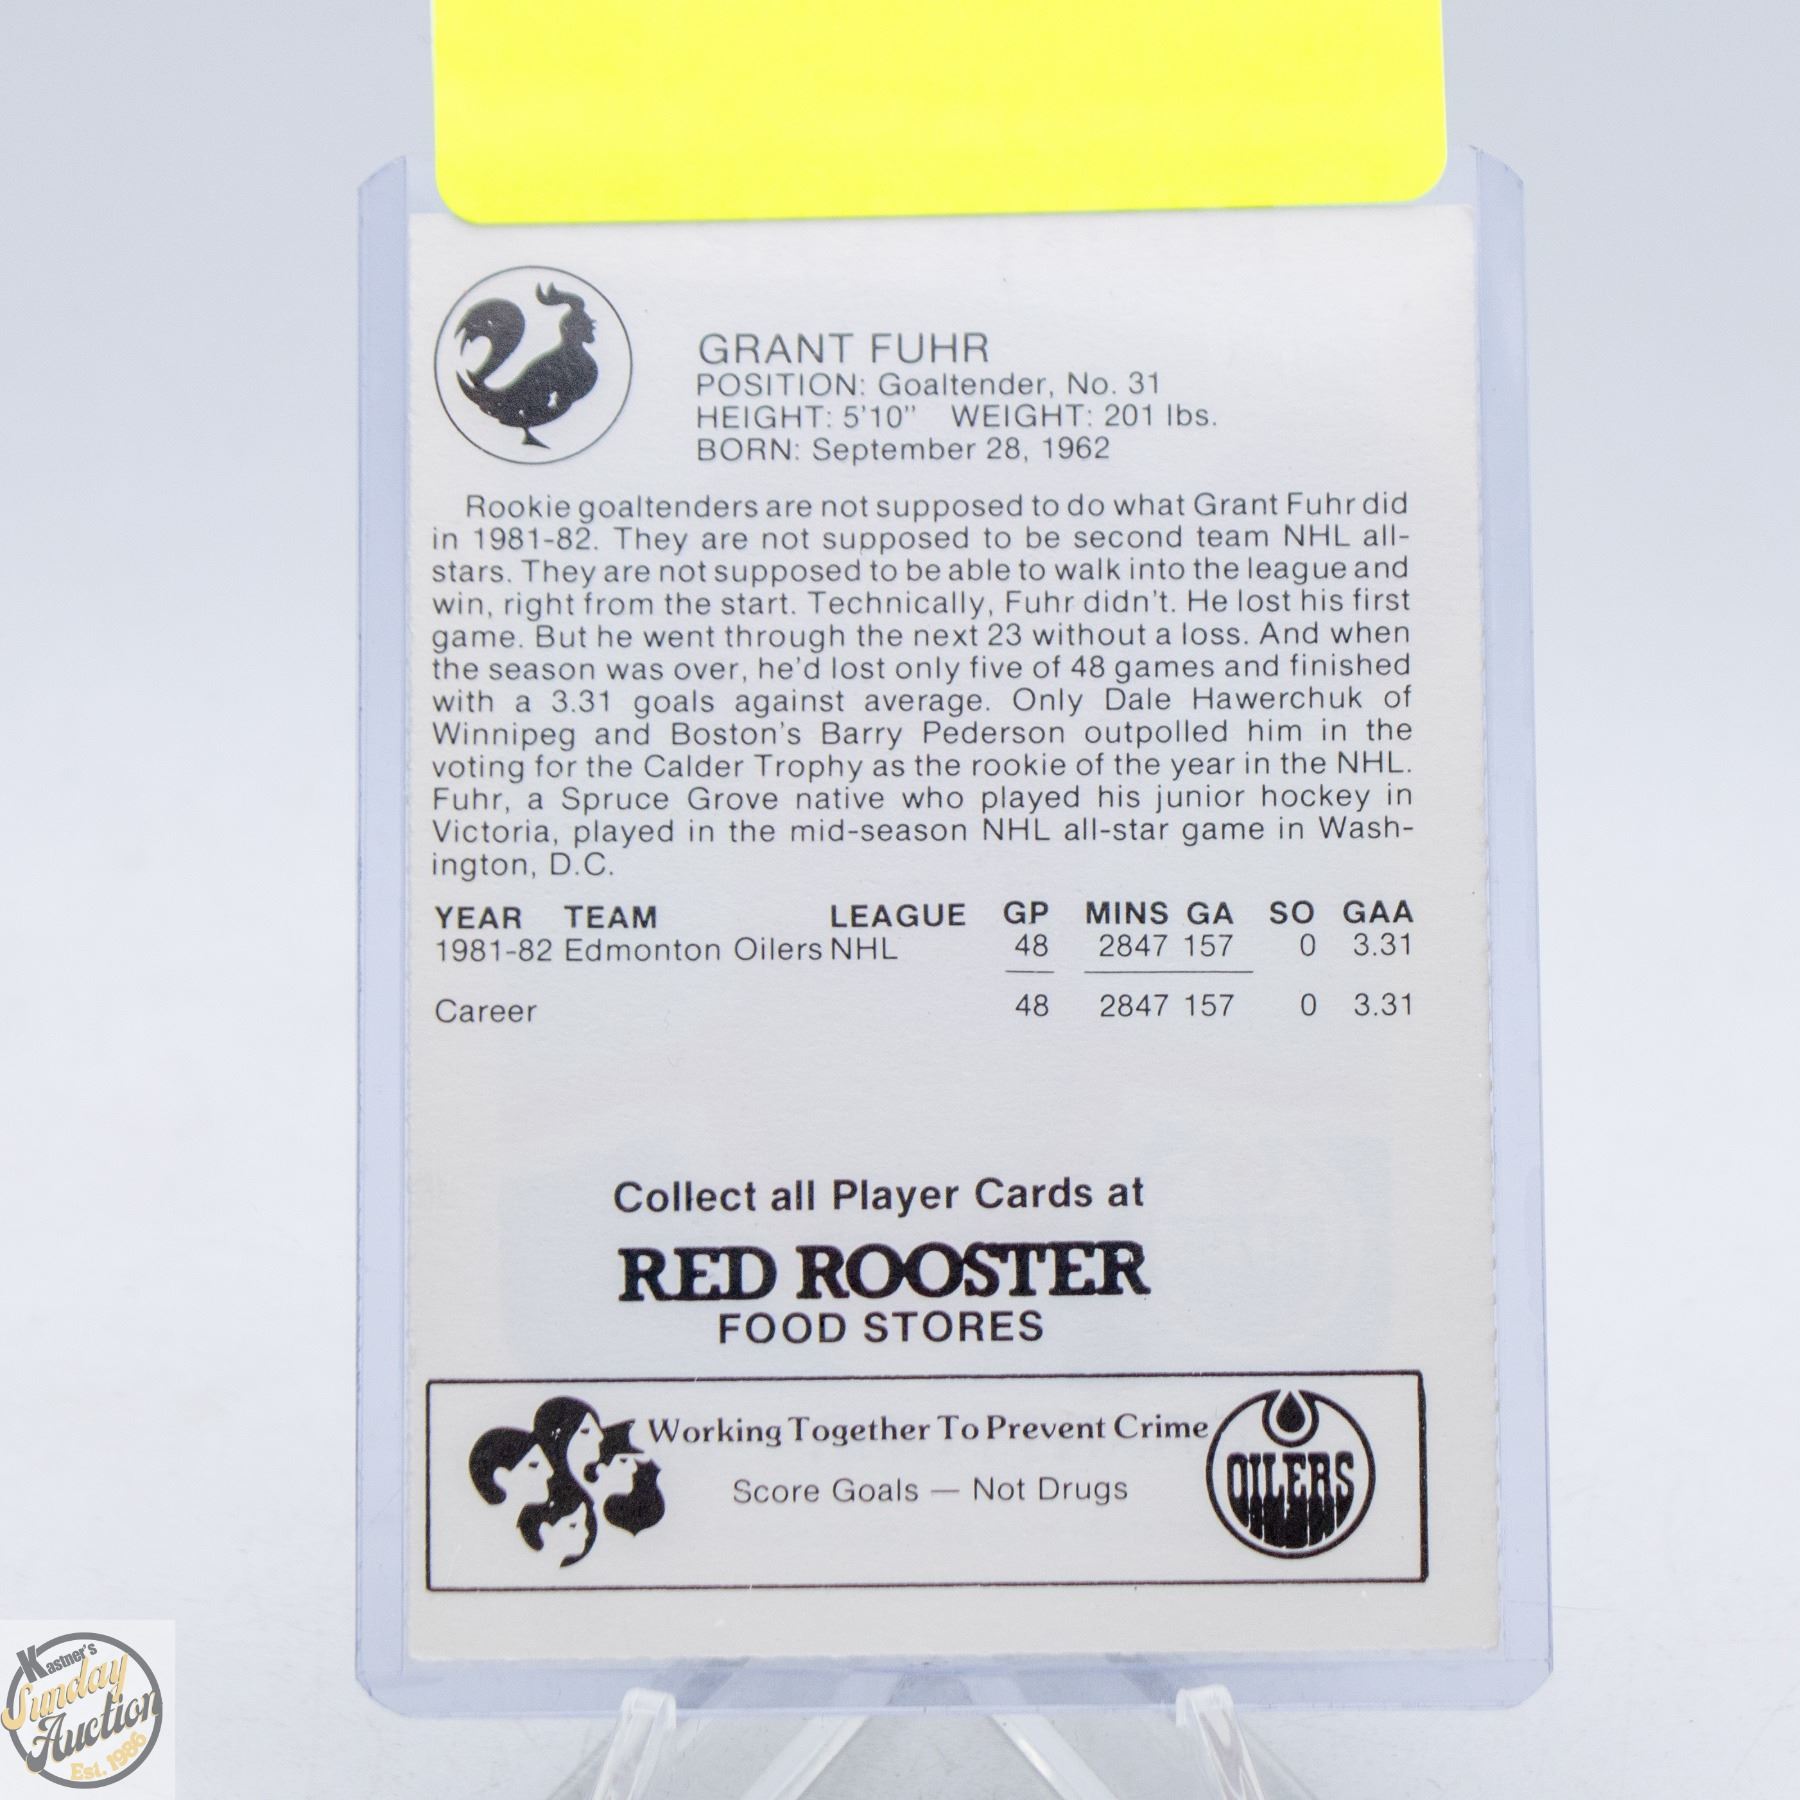 GRANT FUHR
POSITION: Goaltender, No. 31
HEIGHT: 5'10" WEIGHT: 201 lbs.
BORN: September 28, 1962
Rookie goaltenders are not supposed to do what Grant Fuhr did
in 1981-82. They are not supposed to be second team NHL all-
stars. They are not supposed to be able to walk into the league and
win, right from the start. Technically, Fuhr didn't. He lost his first
game. But he went through the next 23 without a loss. And when
the season was over, he'd lost only five of 48 games and finished
with a 3.31 goals against average. Only Dale Hawerchuk of
Winnipeg and Boston's Barry Pederson outpolled him in the
voting for the Calder Trophy as the rookie of the year in the NHL.
Fuhr, a Spruce Grove native who played his junior hockey in
Victoria, played in the mid-season NHL all-star game in Wash-
ington, D.C.
YEAR TEAM LEAGUE GP MINS GA SO GAA
1981-82 Edmonton Oilers NHL 48 2847 157 0 3.31
Career 48 2847 157 0 3.31
Collect all Player Cards at
RED ROOSTER
FOOD STORES
Working Together To Prevent Crime
Score Goals — Not Drugs
OILERS
Kastner's
Sunday
Auction
Est. 1986